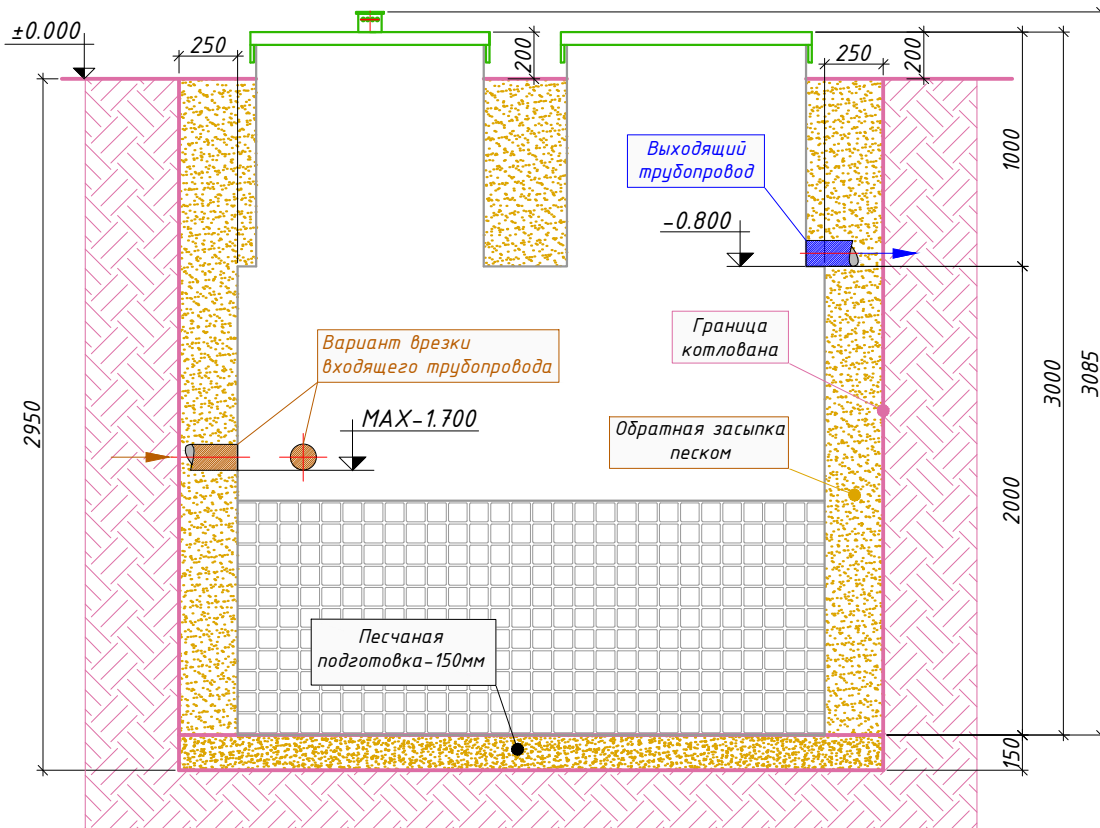 ±0.000
250
200
200
250
Выходящий
трубопровод
1000
-0.800
Граница
котлована
Вариант врезки
входящего трубопровода
3000
3085
2950
MAX-1.700
Обратная засыпка
песком
2000
Песчаная
подготовка-150мм
150